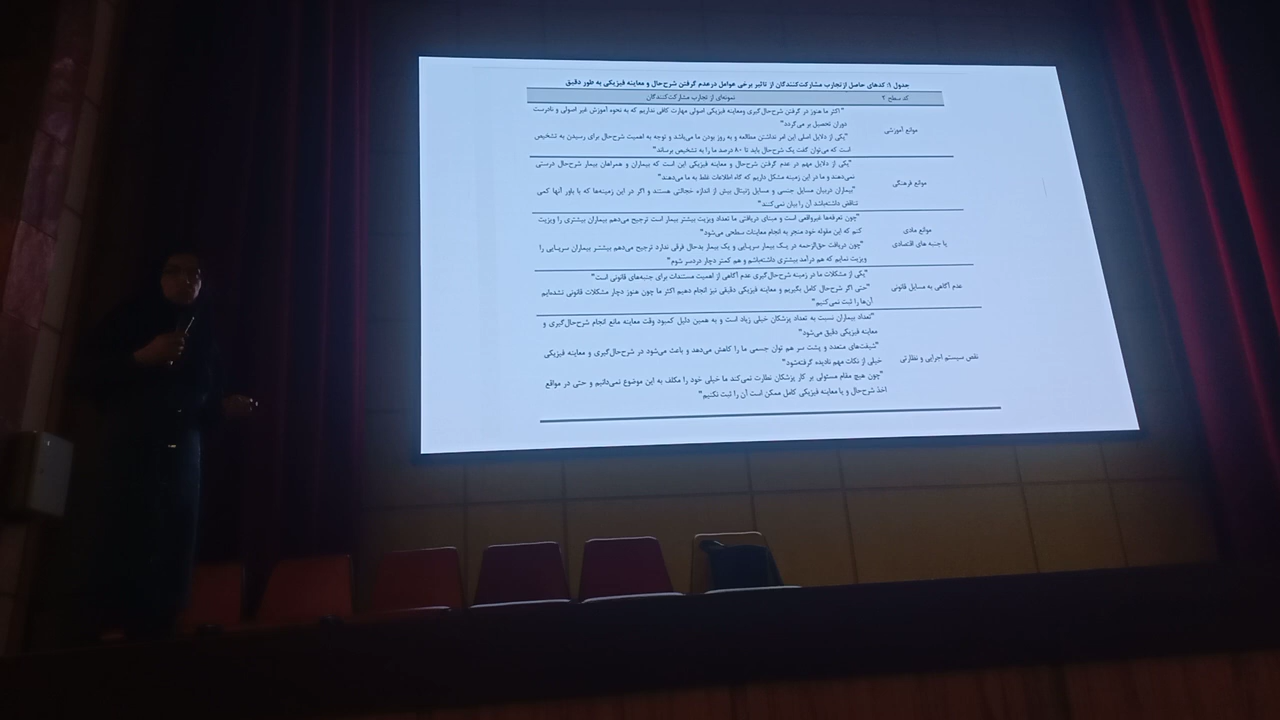 جدول ۱: کدهای حاصل از تجارب مشارکت‌کنندگان از تاثیر برخی عوامل درعدم گرفتن شرح‌حال و معاینه فیزیکی به طور دقیق
کد سطح ۲
نمونه‌ای از تجارب مشارکت‌کنندگان
موانع آموزشی
"اکثر ما هنوز در گرفتن شرح‌حال‌گیری ومعاینه فیزیکی اصولی مهارت کافی نداریم که به نحوه آموزش غیر اصولی و نادرست
دوران تحصیل بر می‌گردد"
"یکی از دلایل اصلی این امر نداشتن مطالعه و به روز بودن ما می‌باشد و توجه به اهمیت شرح‌حال برای رسیدن به تشخیص
است که می‌توان گفت یک شرح‌حال باید تا ۸۰ درصد ما را به تشخیص برساند"
موانع فرهنگی
"یکی از دلایل مهم در عدم گرفتن شرح‌حال و معاینه فیزیکی این است که بیماران و همراهان بیمار شرح‌حال درستی
نمی‌دهند و ما در این زمینه مشکل داریم که گاه اطلاعات غلط به ما می‌دهند"
"بیماران دربیان مسایل جنسی و مسایل ژنیتال بیش از اندازه خجالتی هستند و اگر در این زمینه‌ها که با باور آنها کمی
تناقض داشته‌باشد آن را بیان نمی‌کنند"
موانع مادی
یا جنبه های اقتصادی
"چون تعرفه‌ها غیرواقعی است و مبنای دریافتی ما تعداد ویزیت بیشتر بیمار است ترجیح می‌دهم بیماران بیشتری را ویزیت
کنم که این مقوله خود منجر به انجام معاینات سطحی می‌شود"
"چون دریافت حق‌الزحمه در یک بیمار سرپایی و یک بیمار بدحال فرقی ندارد ترجیح می‌دهم بیشتر بیماران سرپایی را
ویزیت نمایم که هم درآمد بیشتری داشته‌باشم و هم کمتر دچار دردسر شوم"
عدم آگاهی به مسایل قانونی
"یکی از مشکلات ما در زمینه شرح‌حال‌گیری عدم آگاهی از اهمیت مستندات برای جنبه‌های قانونی است"
"حتی اگر شرح‌حال کامل بگیریم و معاینه فیزیکی دقیقی نیز انجام دهیم اکثر ما چون هنوز دچار مشکلات قانونی نشده‌ایم
آن‌ها را ثبت نمی‌کنیم"
نقص سیستم اجرایی و نظارتی
"تعداد بیماران نسبت به تعداد پزشکان خیلی زیاد است و به همین دلیل کمبود وقت معاینه مانع انجام شرح‌حال‌گیری و
معاینه فیزیکی دقیق می‌شود"
"شیفت‌های متعدد و پشت سر هم توان جسمی ما را کاهش می‌دهد و باعث می‌شود در شرح‌حال‌گیری و معاینه فیزیکی
خیلی از نکات مهم نادیده گرفته‌شود"
"چون هیچ مقام مسئولی بر کار پزشکان نظارت نمی‌کند ما خیلی خود را مکلف به این موضوع نمی‌دانیم و حتی در مواقع
اخذ شرح‌حال و یا معاینه فیزیکی کامل ممکن است آن را ثبت نکنیم"